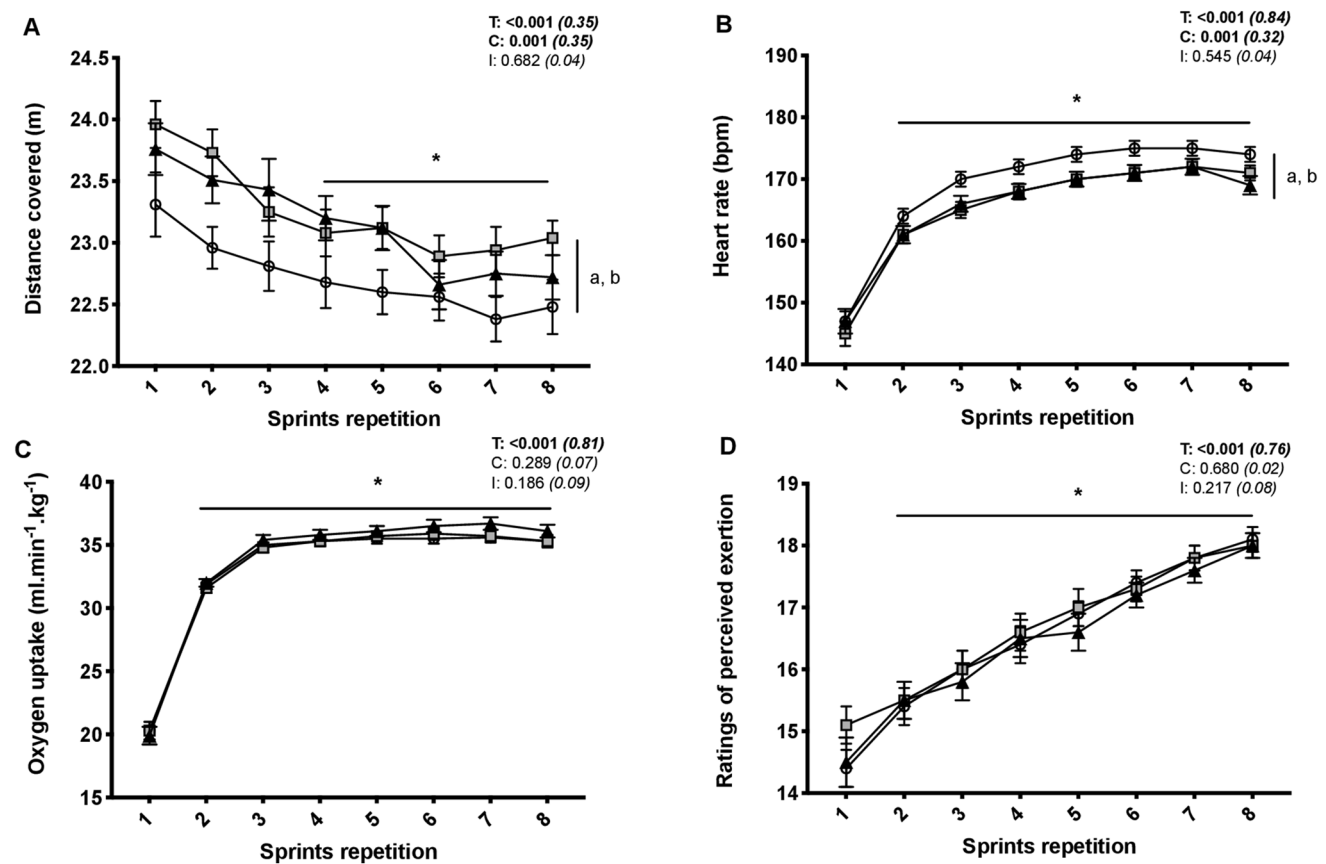 A
T: <0.001 (0.35)
C: 0.001 (0.35)
I: 0.682 (0.04)
24.5
24.0
23.5
23.0
22.5
22.0
Distance covered (m)
*
a, b
1 2 3 4 5 6 7 8
Sprints repetition
B
T: <0.001 (0.84)
C: 0.001 (0.32)
I: 0.545 (0.04)
190
180
170
160
150
140
Heart rate (bpm)
*
a, b
1 2 3 4 5 6 7 8
Sprints repetition
C
T: <0.001 (0.81)
C: 0.289 (0.07)
I: 0.186 (0.09)
40
35
30
25
20
15
Oxygen uptake (ml.min⁻¹.kg⁻¹)
*
1 2 3 4 5 6 7 8
Sprints repetition
D
T: <0.001 (0.76)
C: 0.680 (0.02)
I: 0.217 (0.08)
19
18
17
16
15
14
Ratings of perceived exertion
*
1 2 3 4 5 6 7 8
Sprints repetition